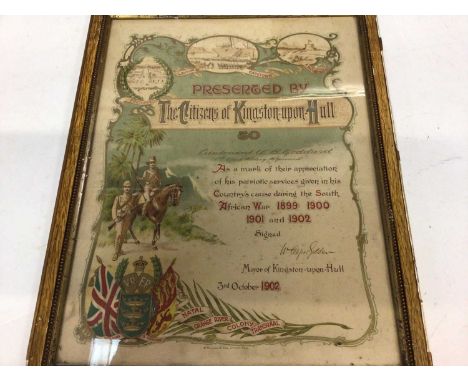 PRESENTED BY
The Citizens of Kingston-upon-Hull
TO
Lieutenant
As a mark of their appreciation
of his patriotic services given in his
Country's cause during the South
African War 1899 1900
1901 and 1902
Signed
Mayor of Kingston-upon-Hull
3rd October 1902
NATAL
ORANGE RIVER COLONY TRANSVAAL